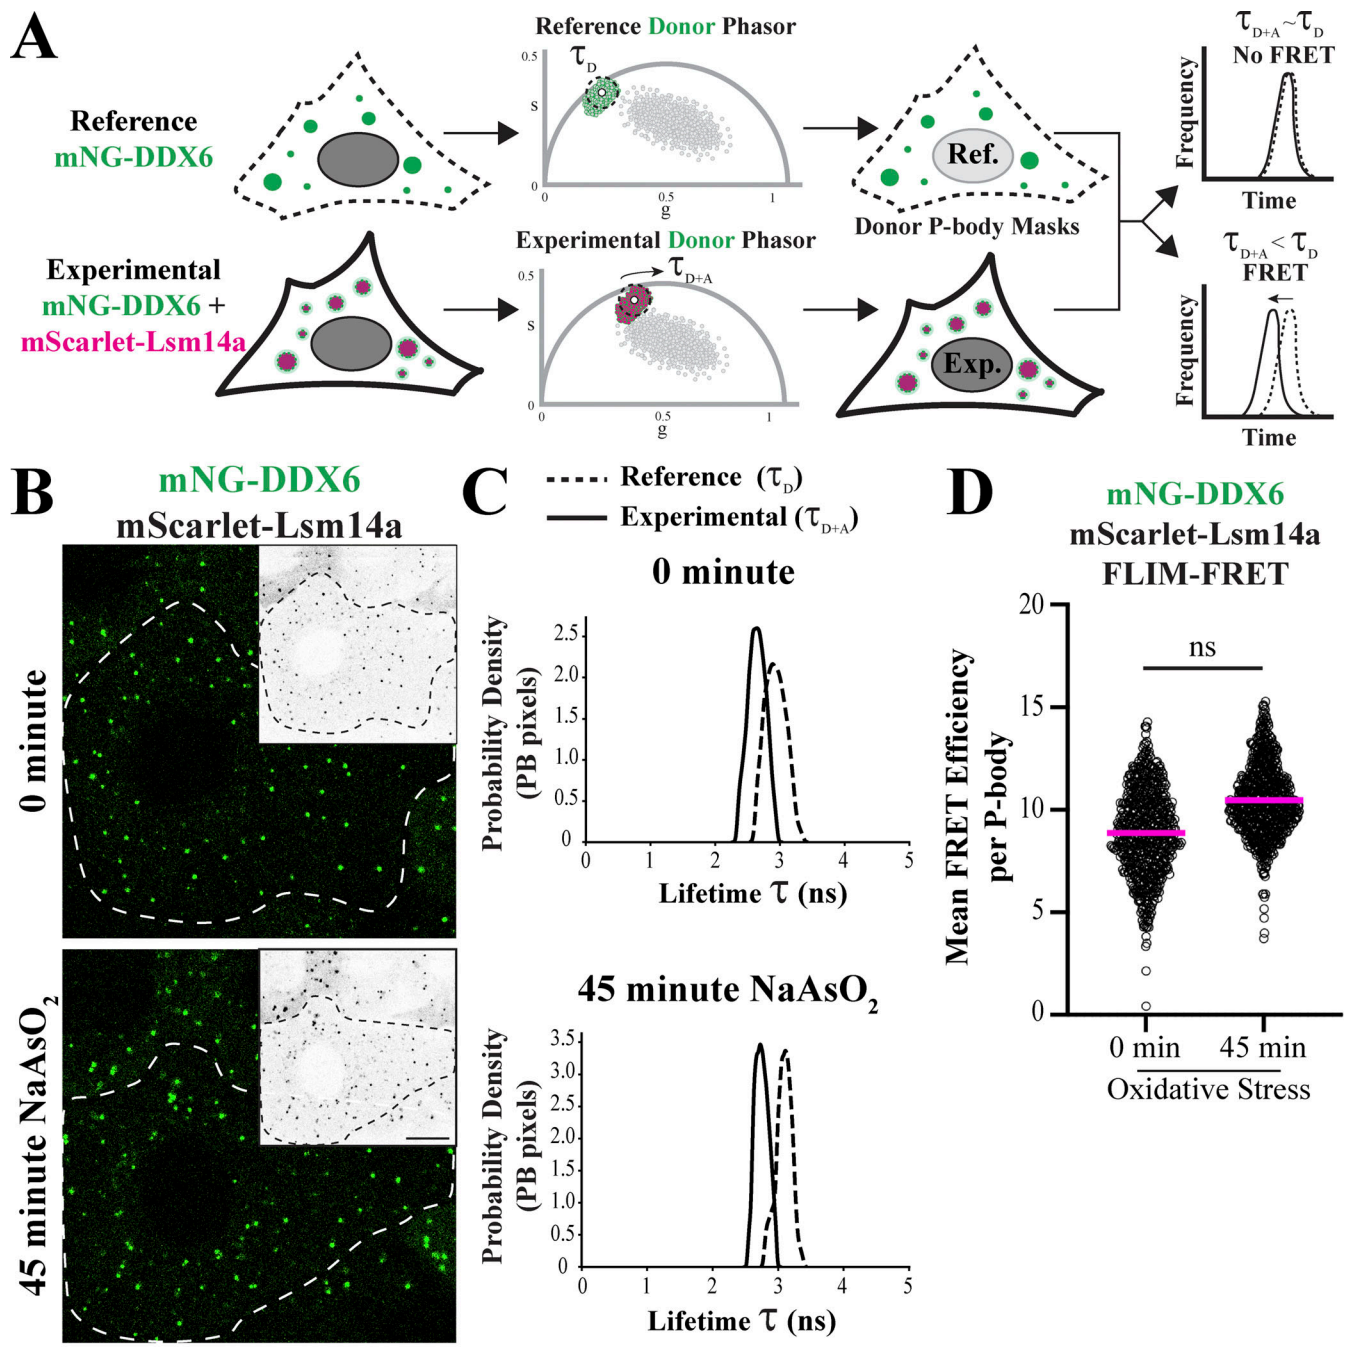 A
Reference
mNG-DDX6
Reference Donor Phasor
τD
0.5
s
0
0
0.5
1
g
Ref.
Donor P-body Masks
τD+A~τD
No FRET
Frequency
Time
Experimental
mNG-DDX6 +
mScarlet-Lsm14a
Experimental Donor Phasor
τD+A
0.5
s
0
0
0.5
1
g
Exp.
τD+A < τD
FRET
Frequency
Time
B
mNG-DDX6
mScarlet-Lsm14a
0 minute
45 minute NaAsO2
C
Reference (τD)
Experimental (τD+A)
0 minute
Probability Density
(PB pixels)
2.5
2.0
1.5
1.0
0.5
0
0 1 2 3 4 5
Lifetime τ (ns)
45 minute NaAsO2
Probability Density
(PB pixels)
3.5
3.0
2.5
2.0
1.5
1.0
0.5
0
0 1 2 3 4 5
Lifetime τ (ns)
D
mNG-DDX6
mScarlet-Lsm14a
FLIM-FRET
Mean FRET Efficiency
per P-body
20
15
10
5
0
ns
0 min 45 min
Oxidative Stress